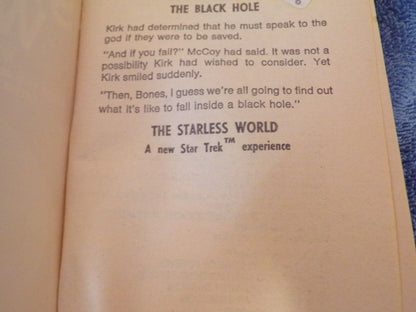 THE BLACK HOLE
Kirk had determined that he must speak to the
god if they were to be saved.
"And if you fail?" McCoy had said. It was not a
possibility Kirk had wished to consider. Yet
Kirk smiled suddenly.
"Then, Bones, I guess we're all going to find out
what it's like to fall inside a black hole."
THE STARLESS WORLD
A new Star Trek™ experience